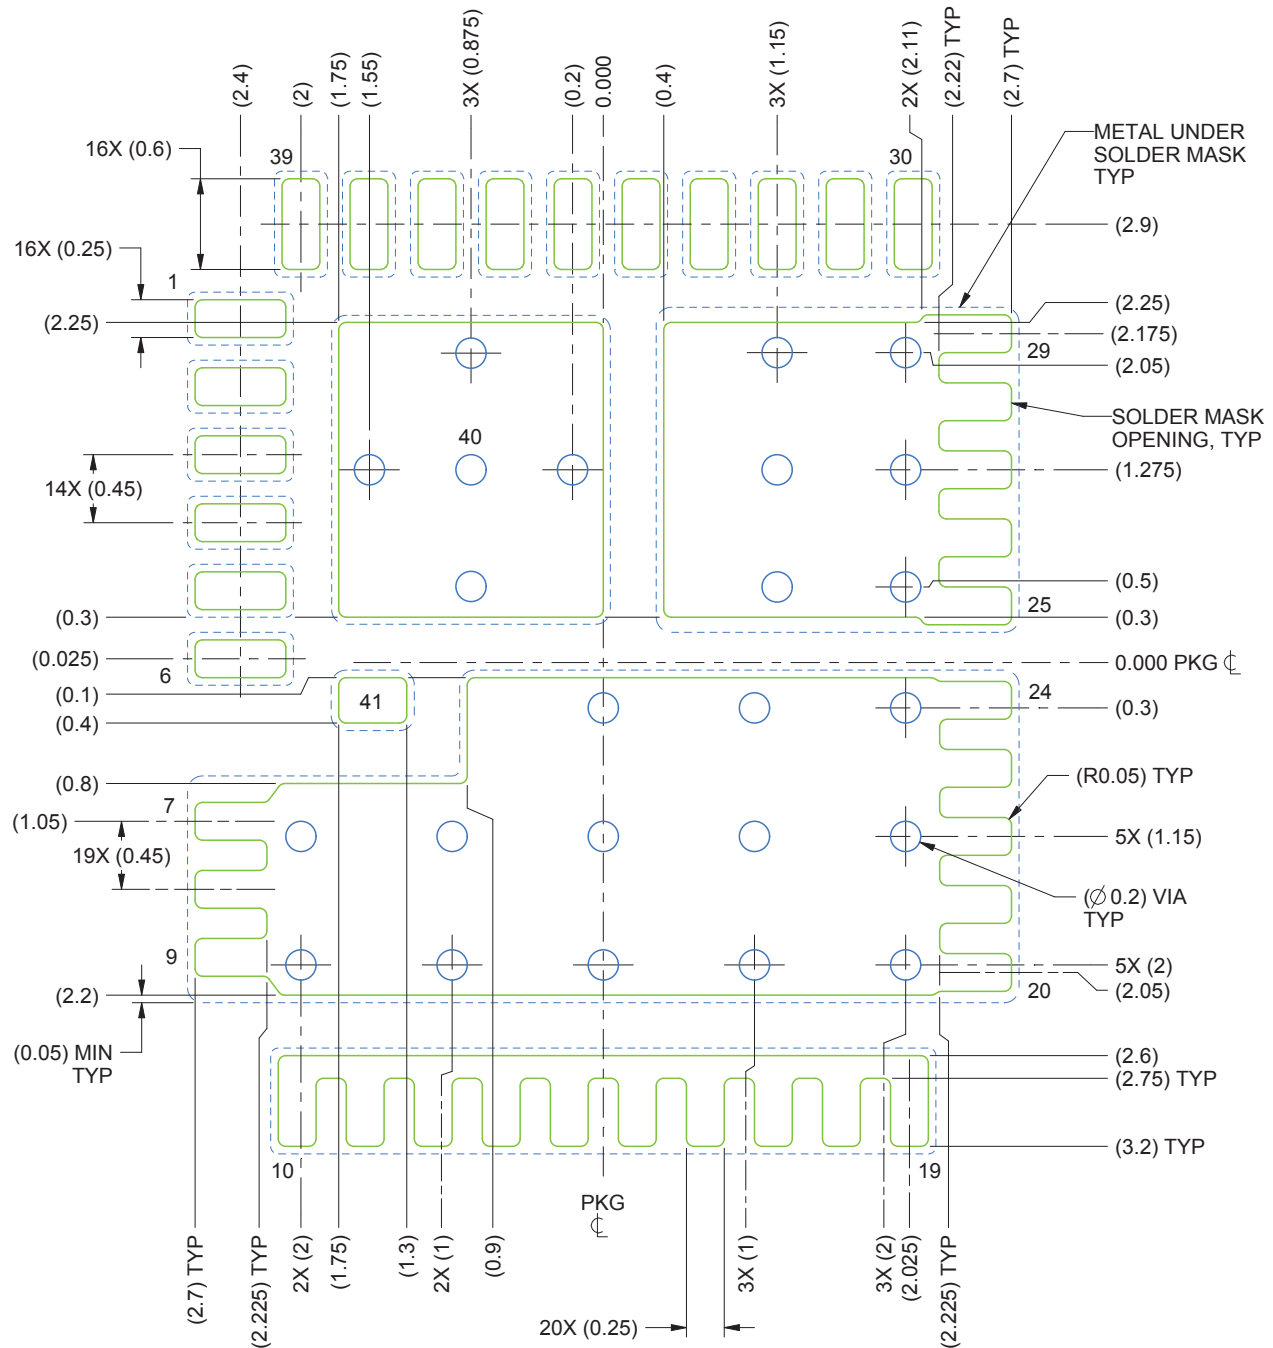 (2.4)
(2)
(1.75)
(1.55)
3X (0.875)
(0.2)
0.000
(0.4)
3X (1.15)
2X (2.11)
(2.22) TYP
(2.7) TYP
16X (0.6)
39
30
METAL UNDER
SOLDER MASK
TYP
(2.9)
16X (0.25)
1
(2.25)
(2.25)
(2.175)
29
(2.05)
SOLDER MASK
OPENING, TYP
40
(1.275)
14X (0.45)
(0.5)
25
(0.3)
(0.3)
(0.025)
6
0.000 PKG
(0.1)
41
24
(0.4)
(0.3)
(0.8)
7
(R0.05) TYP
(1.05)
19X (0.45)
5X (1.15)
(Ø 0.2) VIA
TYP
9
5X (2)
(2.05)
20
(2.2)
(0.05) MIN
TYP
(2.6)
(2.75) TYP
(3.2) TYP
10
19
PKG
(2.7) TYP
(2.225) TYP
2X (2)
(1.75)
(1.3)
2X (1)
(0.9)
3X (1)
3X (2)
(2.025)
(2.225) TYP
20X (0.25)